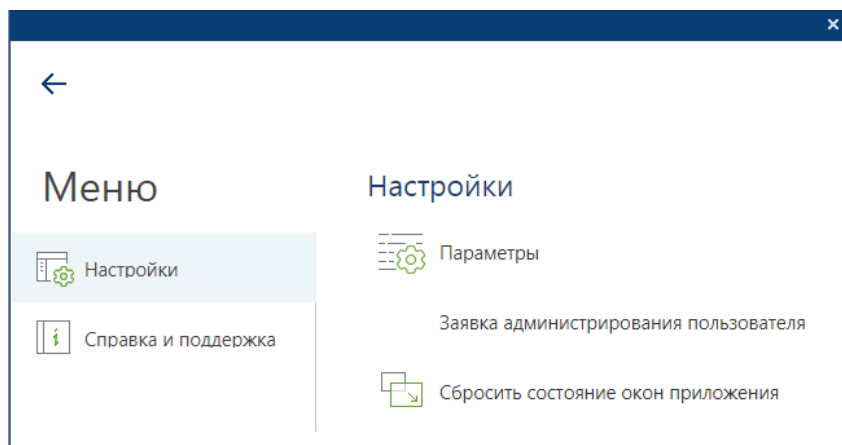 Меню
Настройки
Справка и поддержка
Настройки
Параметры
Заявка администрирования пользователя
Сбросить состояние окон приложения